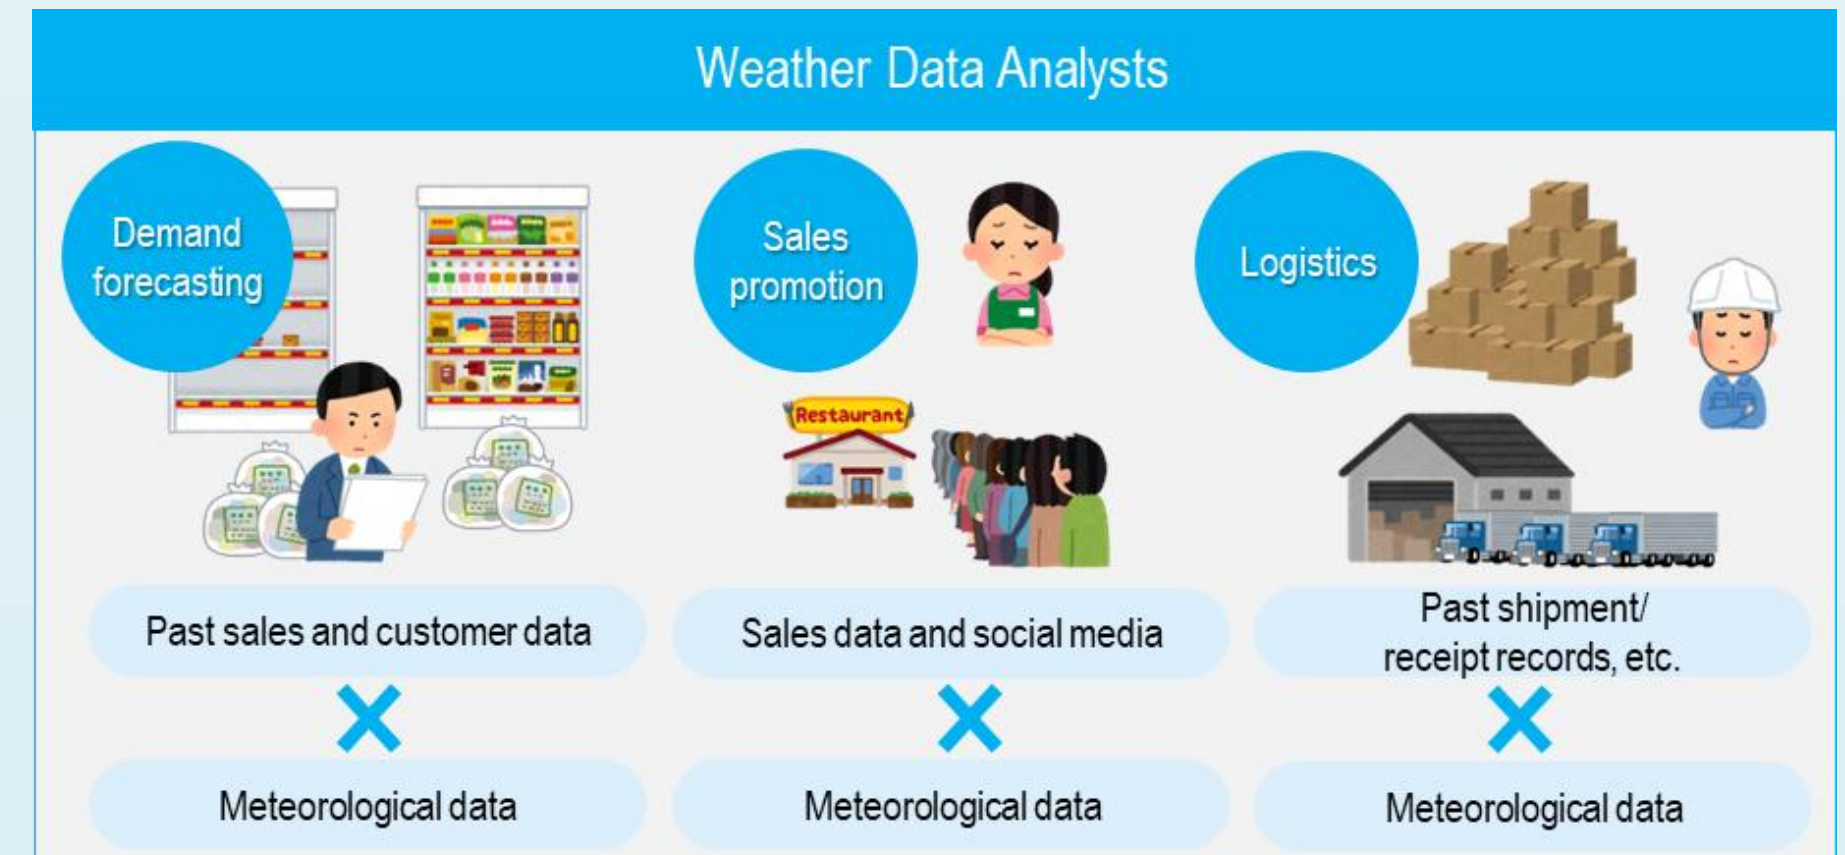 Weather Data Analysts
Demand
forecasting
Sales
promotion
Logistics
Restaurant
Past sales and customer data
Sales data and social media
Past shipment/
receipt records, etc.
Meteorological data
Meteorological data
Meteorological data